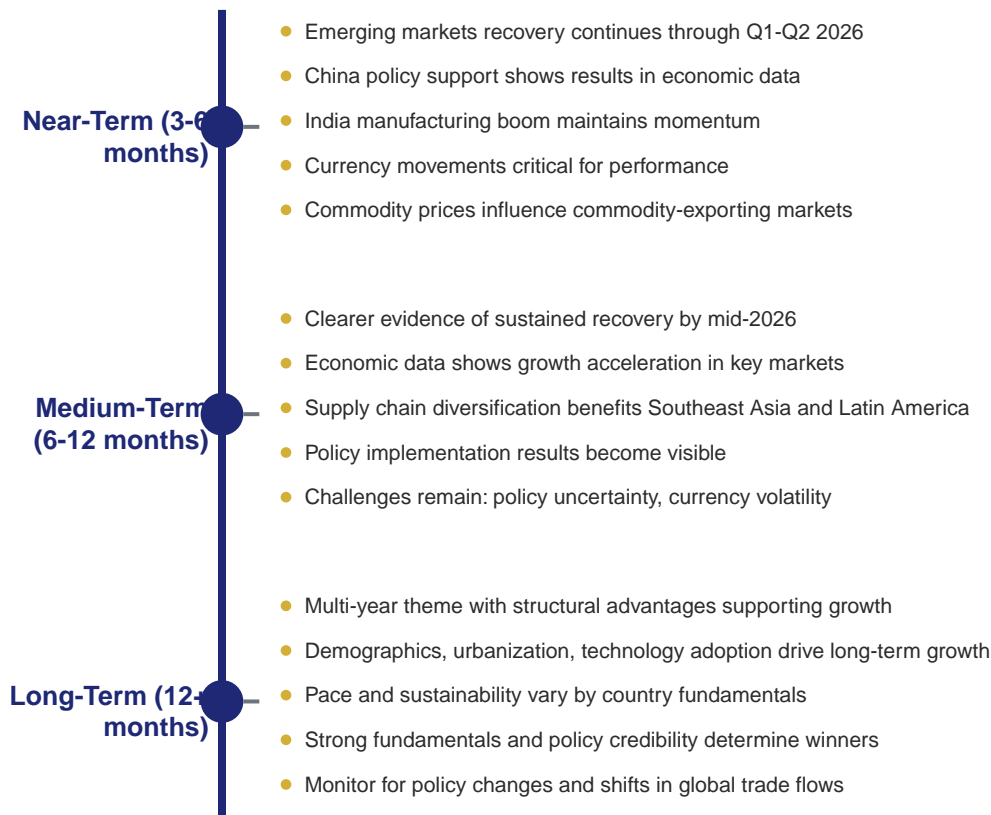 Near-Term (3-6
months)
Emerging markets recovery continues through Q1-Q2 2026
China policy support shows results in economic data
India manufacturing boom maintains momentum
Currency movements critical for performance
Commodity prices influence commodity-exporting markets
Medium-Term
(6-12 months)
Clearer evidence of sustained recovery by mid-2026
Economic data shows growth acceleration in key markets
Supply chain diversification benefits Southeast Asia and Latin America
Policy implementation results become visible
Challenges remain: policy uncertainty, currency volatility
Long-Term (12+
months)
Multi-year theme with structural advantages supporting growth
Demographics, urbanization, technology adoption drive long-term growth
Pace and sustainability vary by country fundamentals
Strong fundamentals and policy credibility determine winners
Monitor for policy changes and shifts in global trade flows